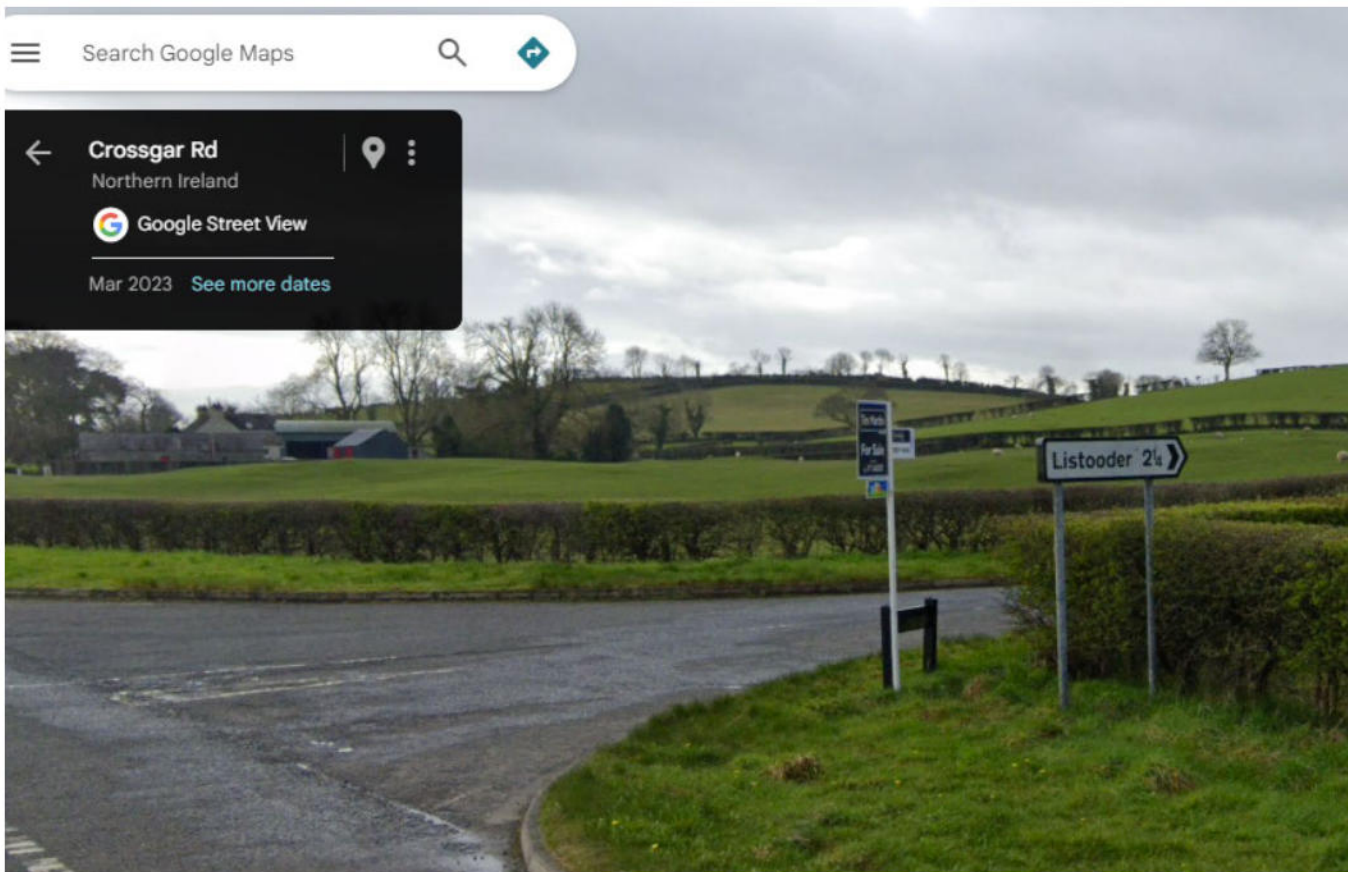 Search Google Maps
Crossgar Rd
Northern Ireland
Google Street View
Mar 2023 See more dates
For Sale
Listooder 2¼